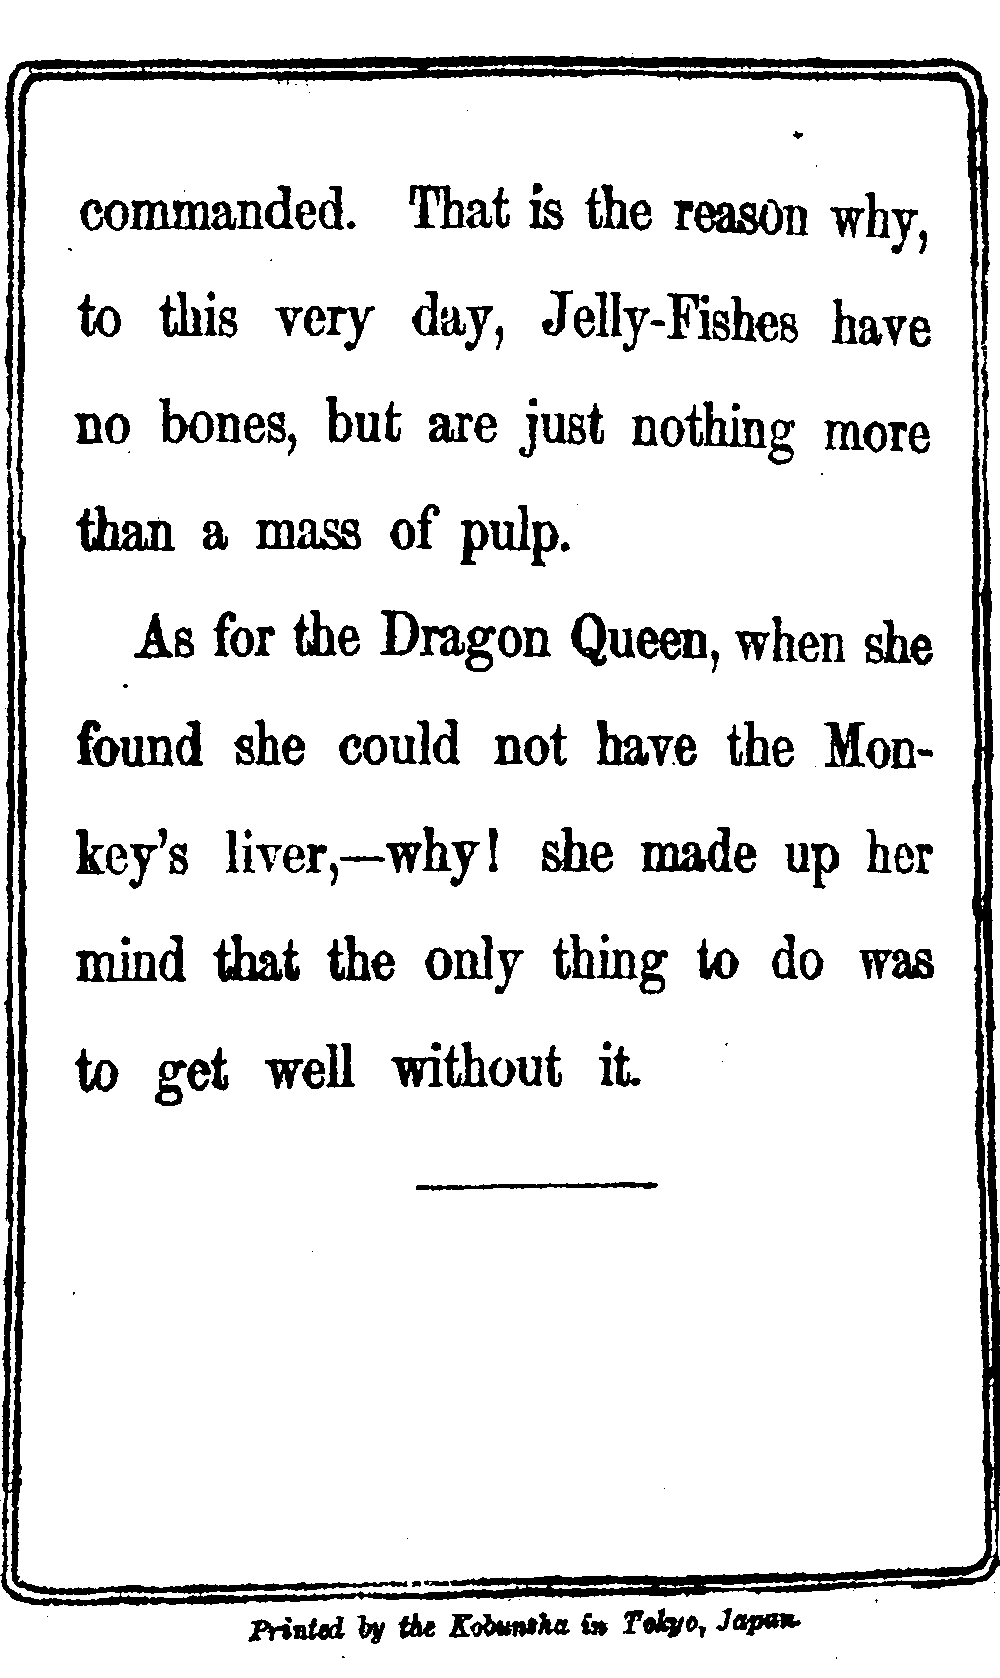 commanded. That is the reason why,
to this very day, Jelly-Fishes have
no bones, but are just nothing more
than a mass of pulp.
As for the Dragon Queen, when she
found she could not have the Mon-
key's liver,—why! she made up her
mind that the only thing to do was
to get well without it.
Printed by the Kobunsha in Tokyo, Japan.